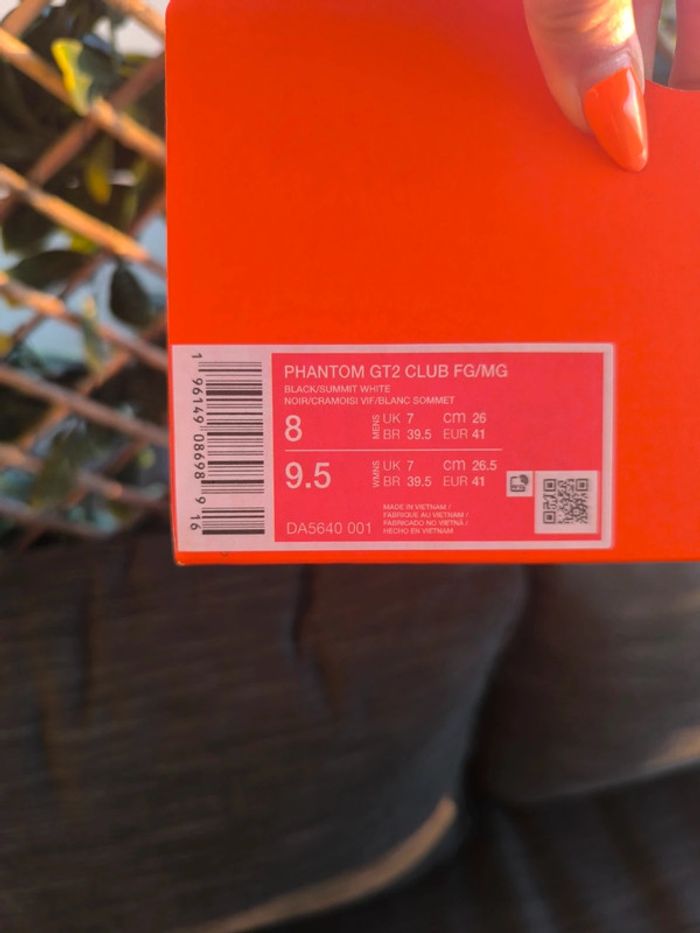 PHANTOM GT2 CLUB FG/MG
BLACK/SUMMIT WHITE
NOIR/CRAMOISI VIF/BLANC SOMMET
8
MENS
UK 7 cm 26
BR 39.5 EUR 41
9.5
WMNS
UK 7 cm 26.5
BR 39.5 EUR 41
DA5640 001
MADE IN VIETNAM /
FABRIQUE AU VIETNAM /
FABRICADO NO VIETNÃ /
HECHO EN VIETNAM
1 96149 08698 9 16